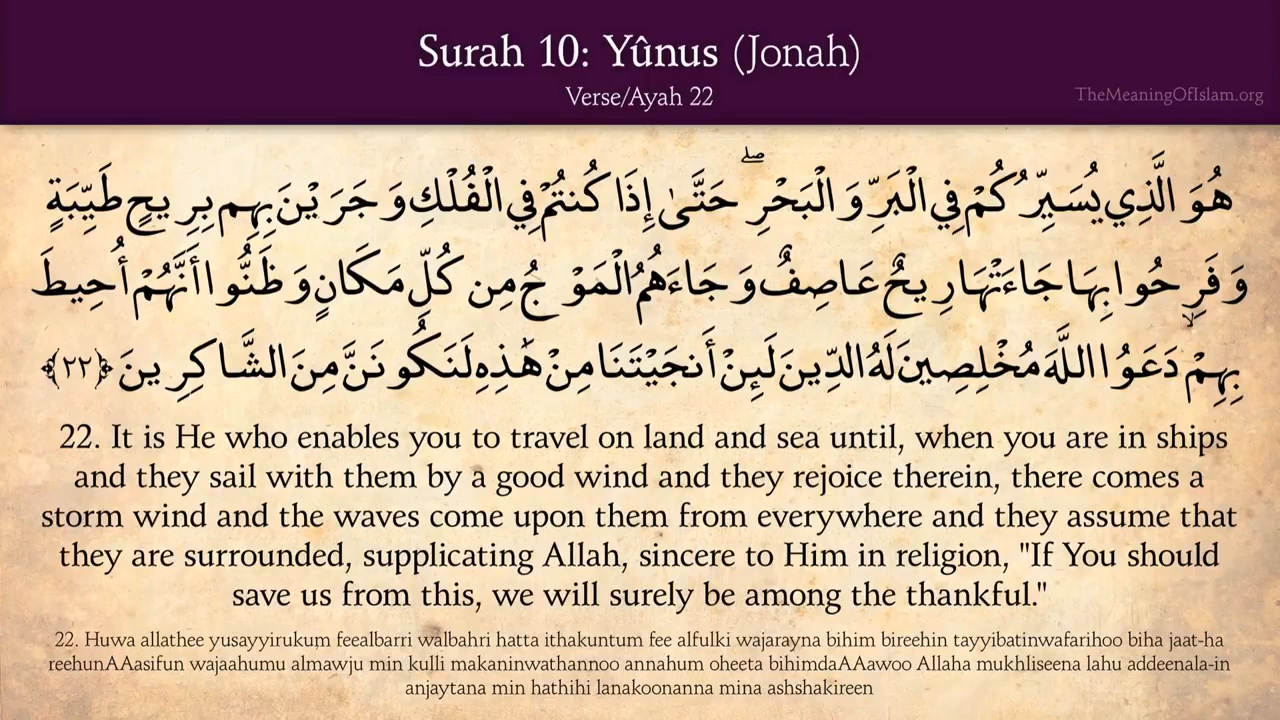 Surah 10: Yûnus (Jonah)
Verse/Ayah 22
TheMeaningOfIslam.org
هُوَ الَّذِي يُسَيِّرُكُمْ فِي الْبَرِّ وَالْبَحْرِ ۖ حَتَّىٰ إِذَا كُنتُمْ فِي الْفُلْكِ وَجَرَيْنَ بِهِم بِرِيحٍ طَيِّبَةٍ
وَفَرِحُوا بِهَا جَاءَتْهَا رِيحٌ عَاصِفٌ وَجَاءَهُمُ الْمَوْجُ مِن كُلِّ مَكَانٍ وَظَنُّوا أَنَّهُمْ أُحِيطَ
بِهِمْ ۙ دَعَوُا اللَّهَ مُخْلِصِينَ لَهُ الدِّينَ لَئِنْ أَنجَيْتَنَا مِنْ هَٰذِهِ لَنَكُونَنَّ مِنَ الشَّاكِرِينَ ﴿٢٢﴾
22. It is He who enables you to travel on land and sea until, when you are in ships
and they sail with them by a good wind and they rejoice therein, there comes a
storm wind and the waves come upon them from everywhere and they assume that
they are surrounded, supplicating Allah, sincere to Him in religion, "If You should
save us from this, we will surely be among the thankful."
22. Huwa allathee yusayyirukum feealbarri walbahri hatta ithakuntum fee alfulki wajarayna bihim bireehin tayyibatinwafarihoo biha jaat-ha
reehunAAasifun wajaahumu almawju min kulli makaninwathannoo annahum oheeta bihimdaAAawoo Allaha mukhliseena lahu addeenala-in
anjaytana min hathihi lanakoonanna mina ashshakireen